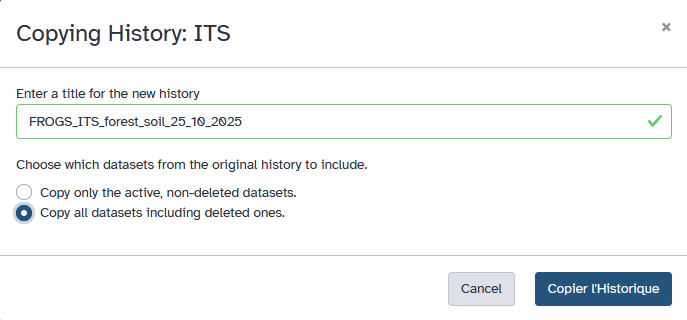 Copying History: ITS
×
Enter a title for the new history
FROGS_ITS_forest_soil_25_10_2025
Choose which datasets from the original history to include.
Copy only the active, non-deleted datasets.
Copy all datasets including deleted ones.
Cancel
Copier l'Historique